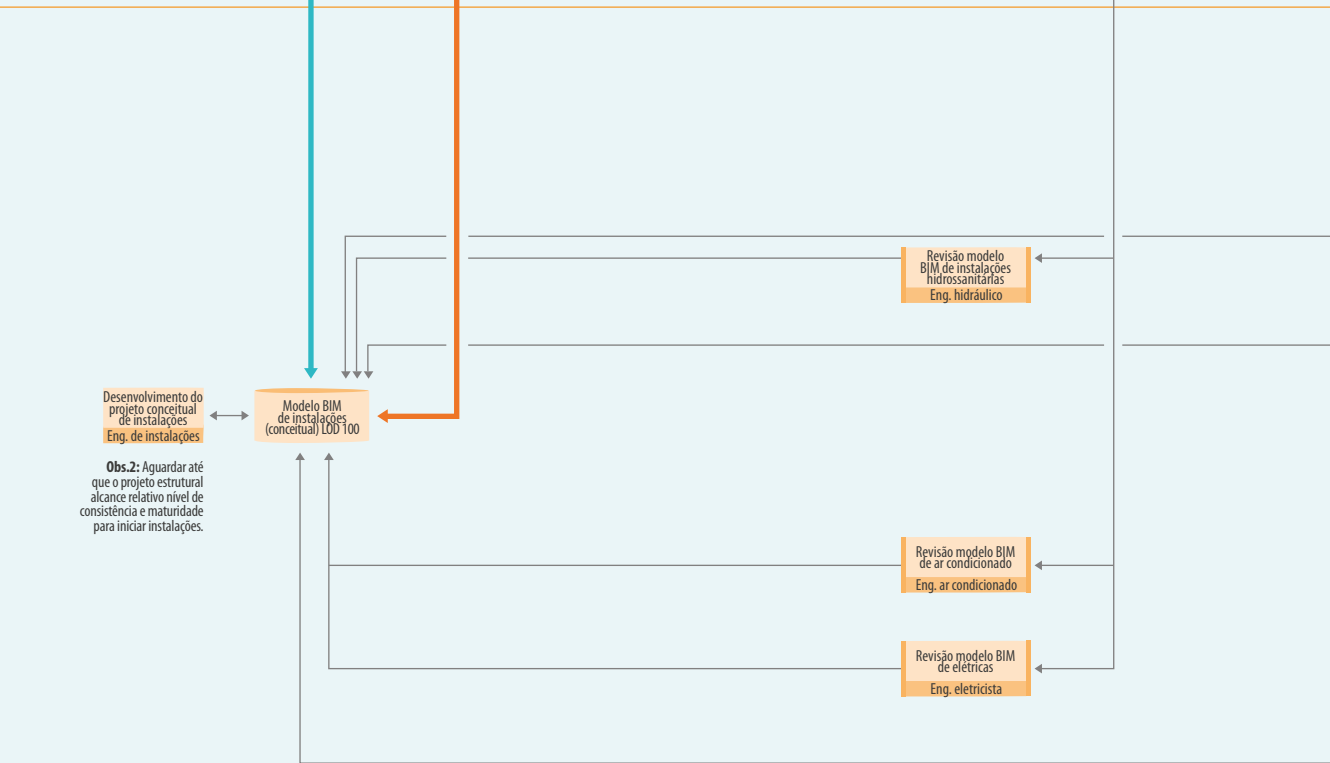 Revisão modelo
BIM de instalações
hidrossanitárias
Eng. hidráulico
Desenvolvimento do
projeto conceitual
de instalações
Eng. de instalações
Modelo BIM
de instalações
(conceitual) LOD 100
Obs.2: Aguardar até
que o projeto estrutural
alcance relativo nível de
consistência e maturidade
para iniciar instalações.
Revisão modelo BIM
de ar condicionado
Eng. ar condicionado
Revisão modelo BIM
de elétricas
Eng. eletricista